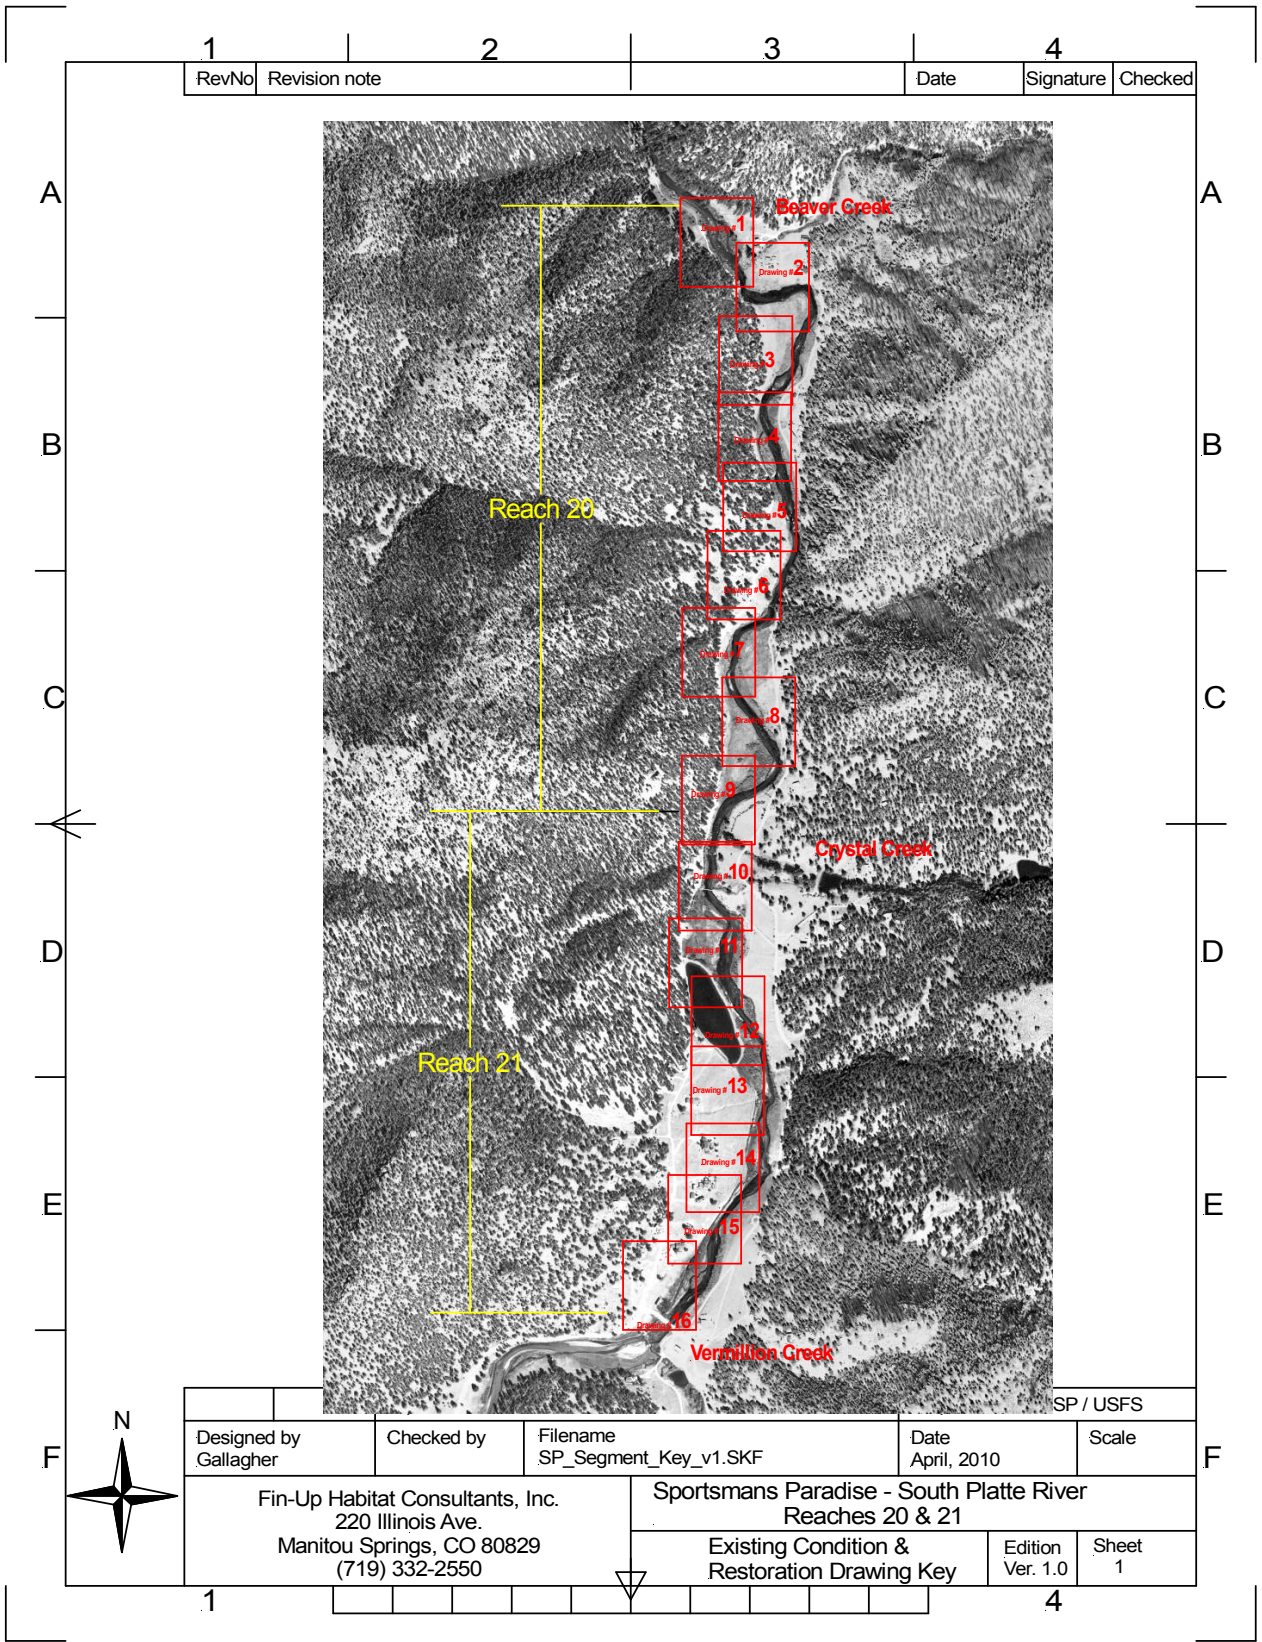 1 2 3 4
RevNo Revision note Date Signature Checked
A A
Beaver Creek
Drawing # 1
Drawing # 2
Drawing # 3
B B
Drawing # 4
Reach 20
Drawing # 5
Drawing # 6
Drawing # 7
C C
Drawing # 8
Drawing # 9
Crystal Creek
Drawing # 10
D D
Drawing # 11
Drawing # 12
Reach 21
Drawing # 13
Drawing # 14
E E
Drawing # 15
Drawing # 16
Vermillion Creek
SP / USFS
N
F F
Designed by
Gallagher
Checked by
Filename
SP_Segment_Key_v1.SKF
Date
April, 2010
Scale
Fin-Up Habitat Consultants, Inc.
220 Illinois Ave.
Manitou Springs, CO 80829
(719) 332-2550
Sportsmans Paradise - South Platte River
Reaches 20 & 21
Existing Condition &
Restoration Drawing Key
Edition
Ver. 1.0
Sheet
1
1 4